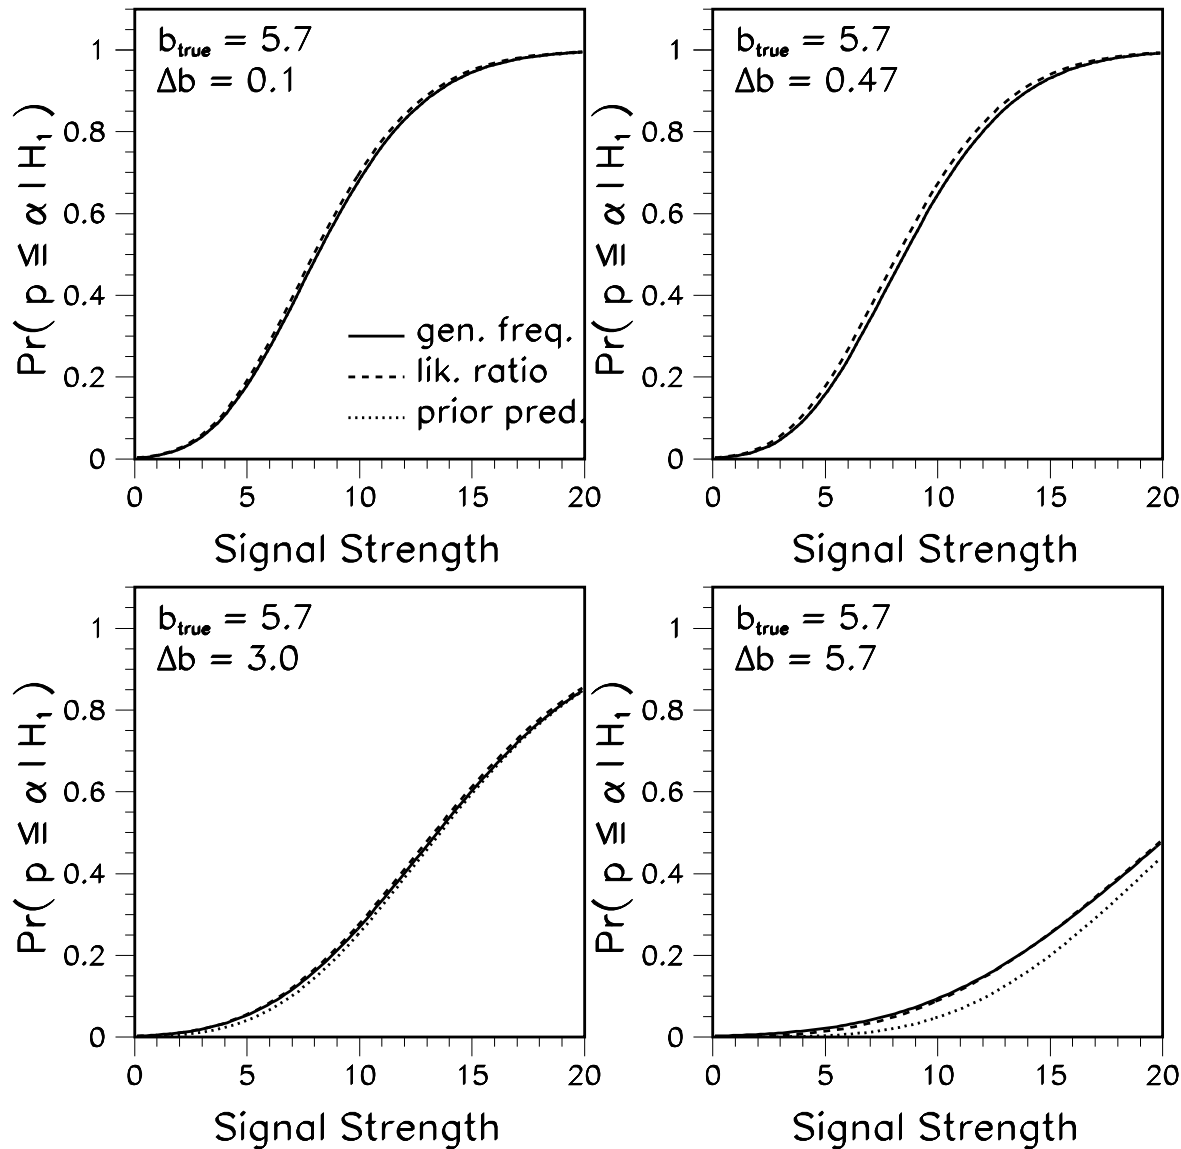 b_true = 5.7
Δb = 0.1
Pr( p ≤ α | H₁ )
1
0.8
0.6
0.4
0.2
0
gen. freq.
lik. ratio
prior pred.
0 5 10 15 20
Signal Strength
b_true = 5.7
Δb = 0.47
Pr( p ≤ α | H₁ )
1
0.8
0.6
0.4
0.2
0
0 5 10 15 20
Signal Strength
b_true = 5.7
Δb = 3.0
Pr( p ≤ α | H₁ )
1
0.8
0.6
0.4
0.2
0
0 5 10 15 20
Signal Strength
b_true = 5.7
Δb = 5.7
Pr( p ≤ α | H₁ )
1
0.8
0.6
0.4
0.2
0
0 5 10 15 20
Signal Strength